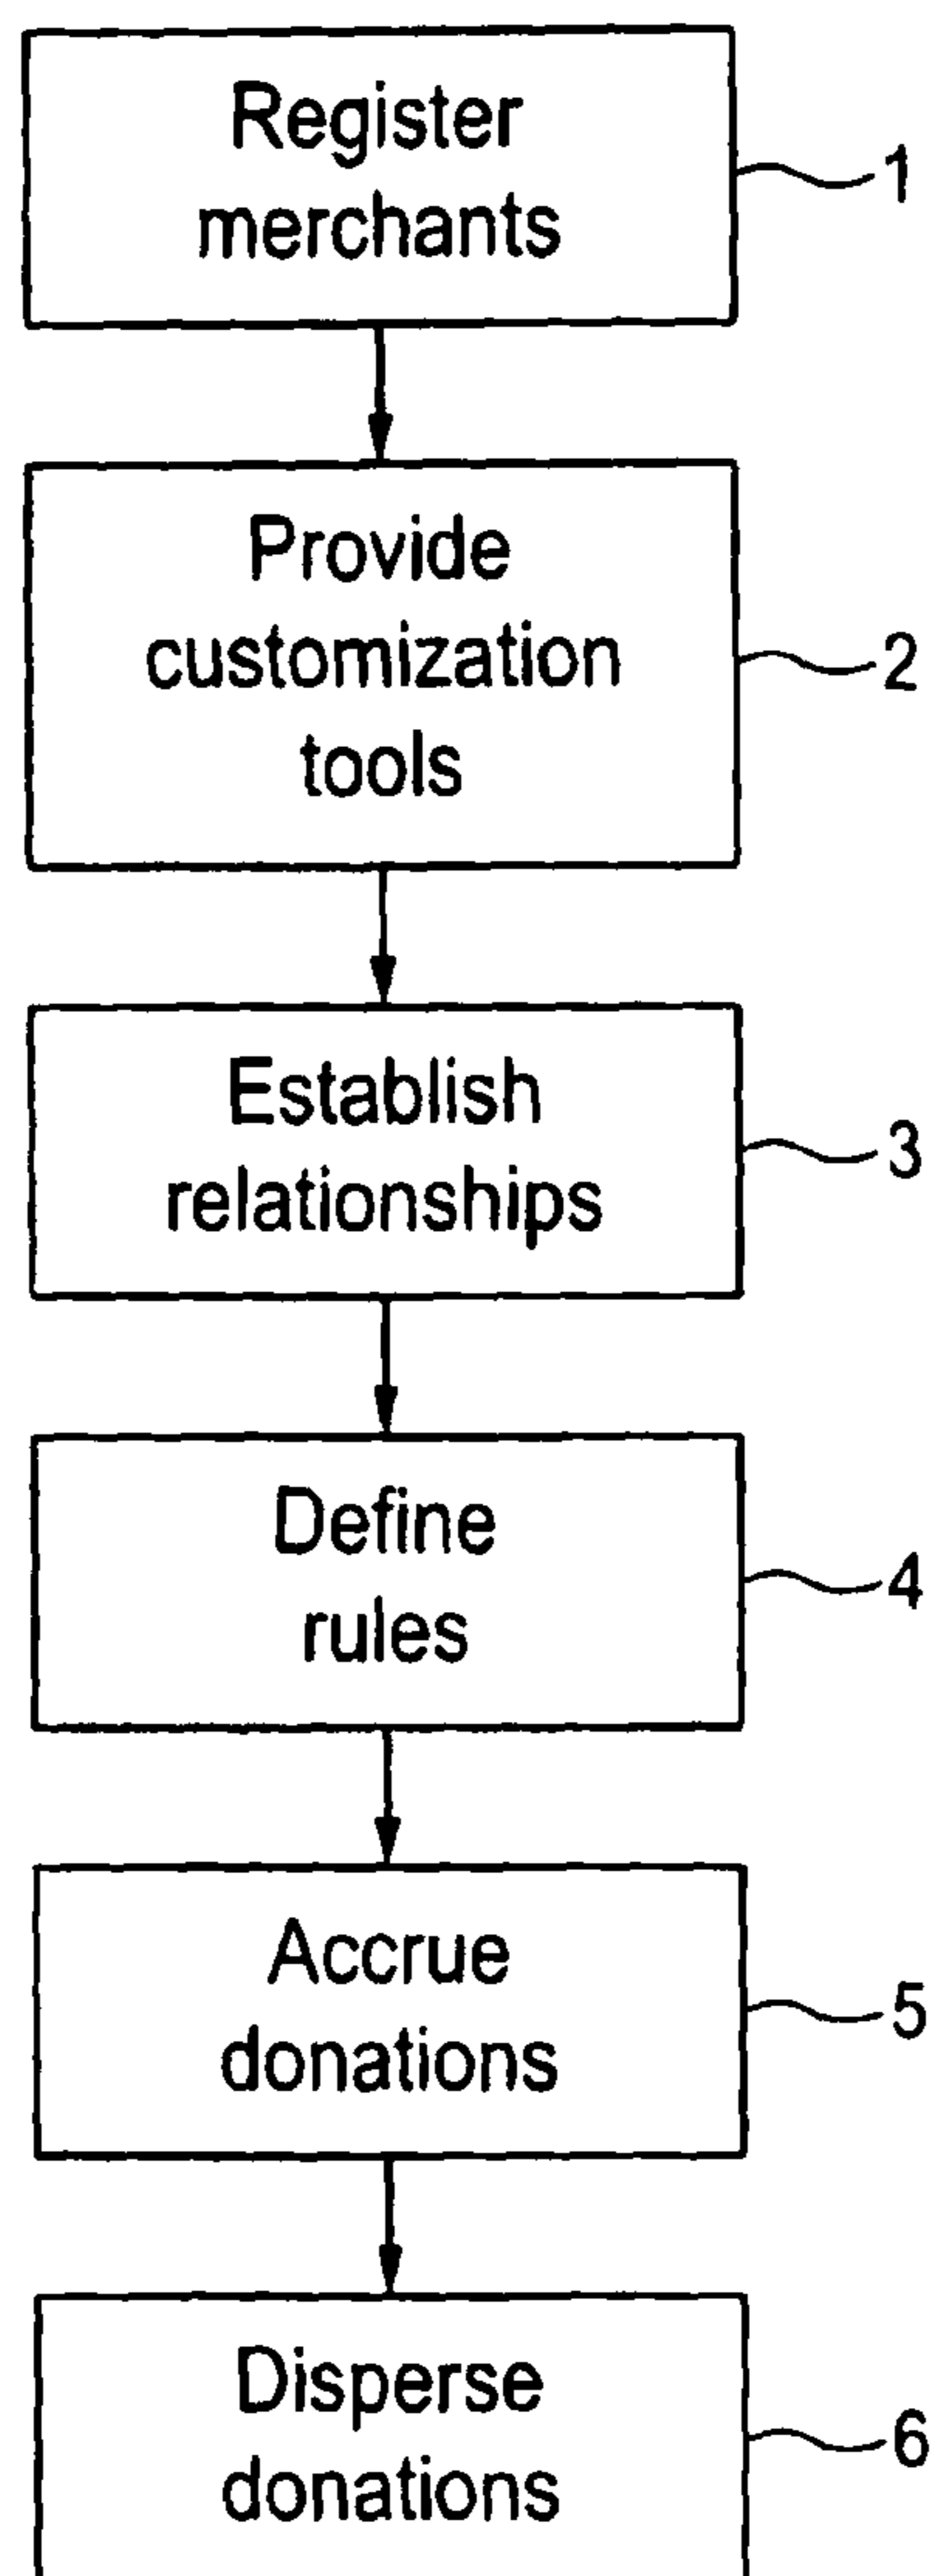 Register
merchants
1
Provide
customization
tools
2
Establish
relationships
3
Define
rules
4
Accrue
donations
5
Disperse
donations
6